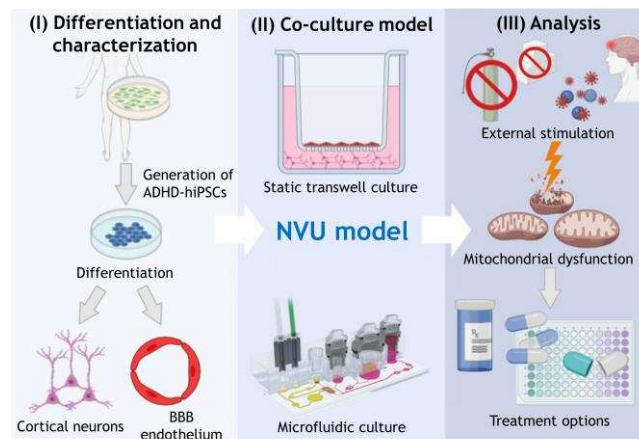 (I) Differentiation and
characterization
Generation of
ADHD-hiPSCs
Differentiation
Cortical neurons
BBB
endothelium
(II) Co-culture model
Static transwell culture
NVU model
Microfluidic culture
(III) Analysis
External stimulation
Mitochondrial dysfunction
Treatment options